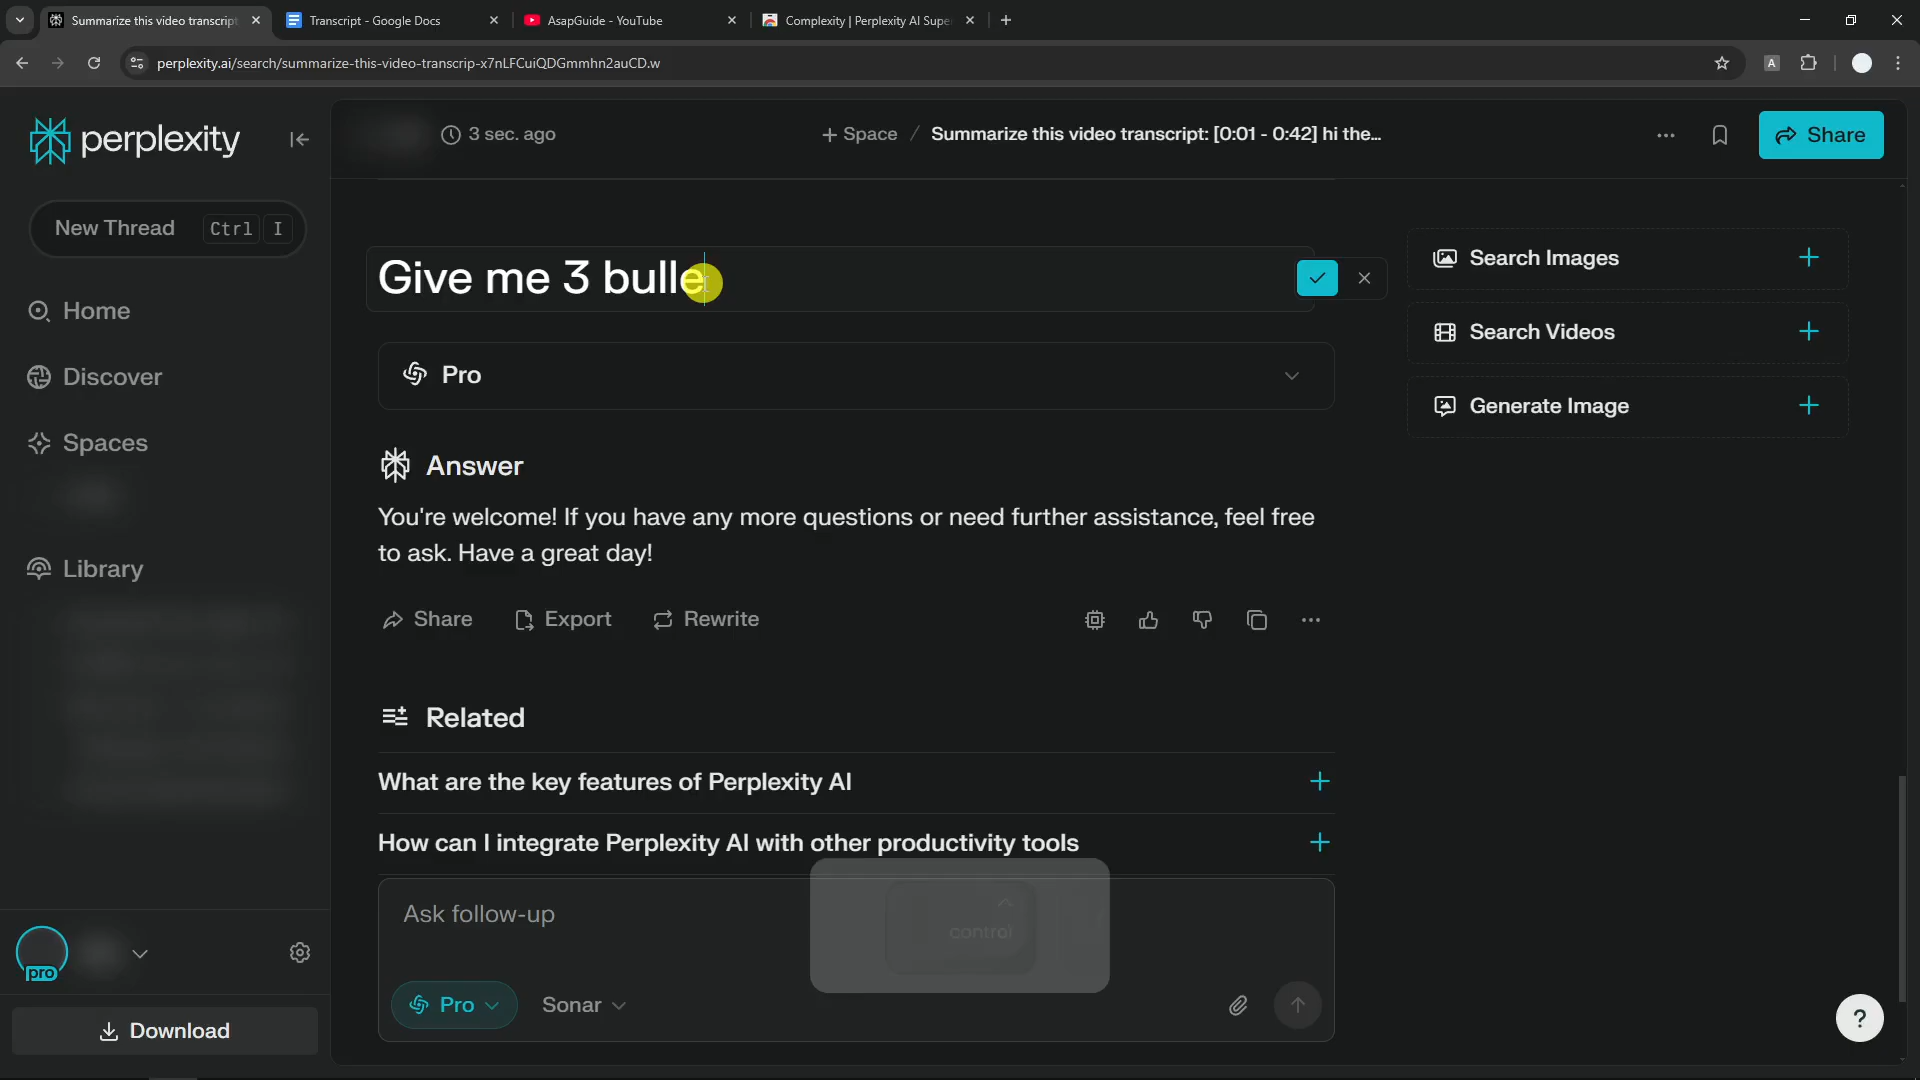 Summarize this video transcript
Transcript - Google Docs
AsapGuide - YouTube
Complexity | Perplexity AI Supe
perplexity.ai/search/summarize-this-video-transcrip-x7nLFCuiQDGmmhn2auCD.w
A
perplexity
3 sec. ago
+ Space / Summarize this video transcript: [0:01 - 0:42] hi the...
Share
New Thread Ctrl I
Home
Discover
Spaces
Library
Give me 3 bulle
Pro
Answer
You're welcome! If you have any more questions or need further assistance, feel free
to ask. Have a great day!
Share Export Rewrite
Related
What are the key features of Perplexity AI
How can I integrate Perplexity AI with other productivity tools
Ask follow-up
control
Pro Sonar
Search Images
Search Videos
Generate Image
pro
Download
?